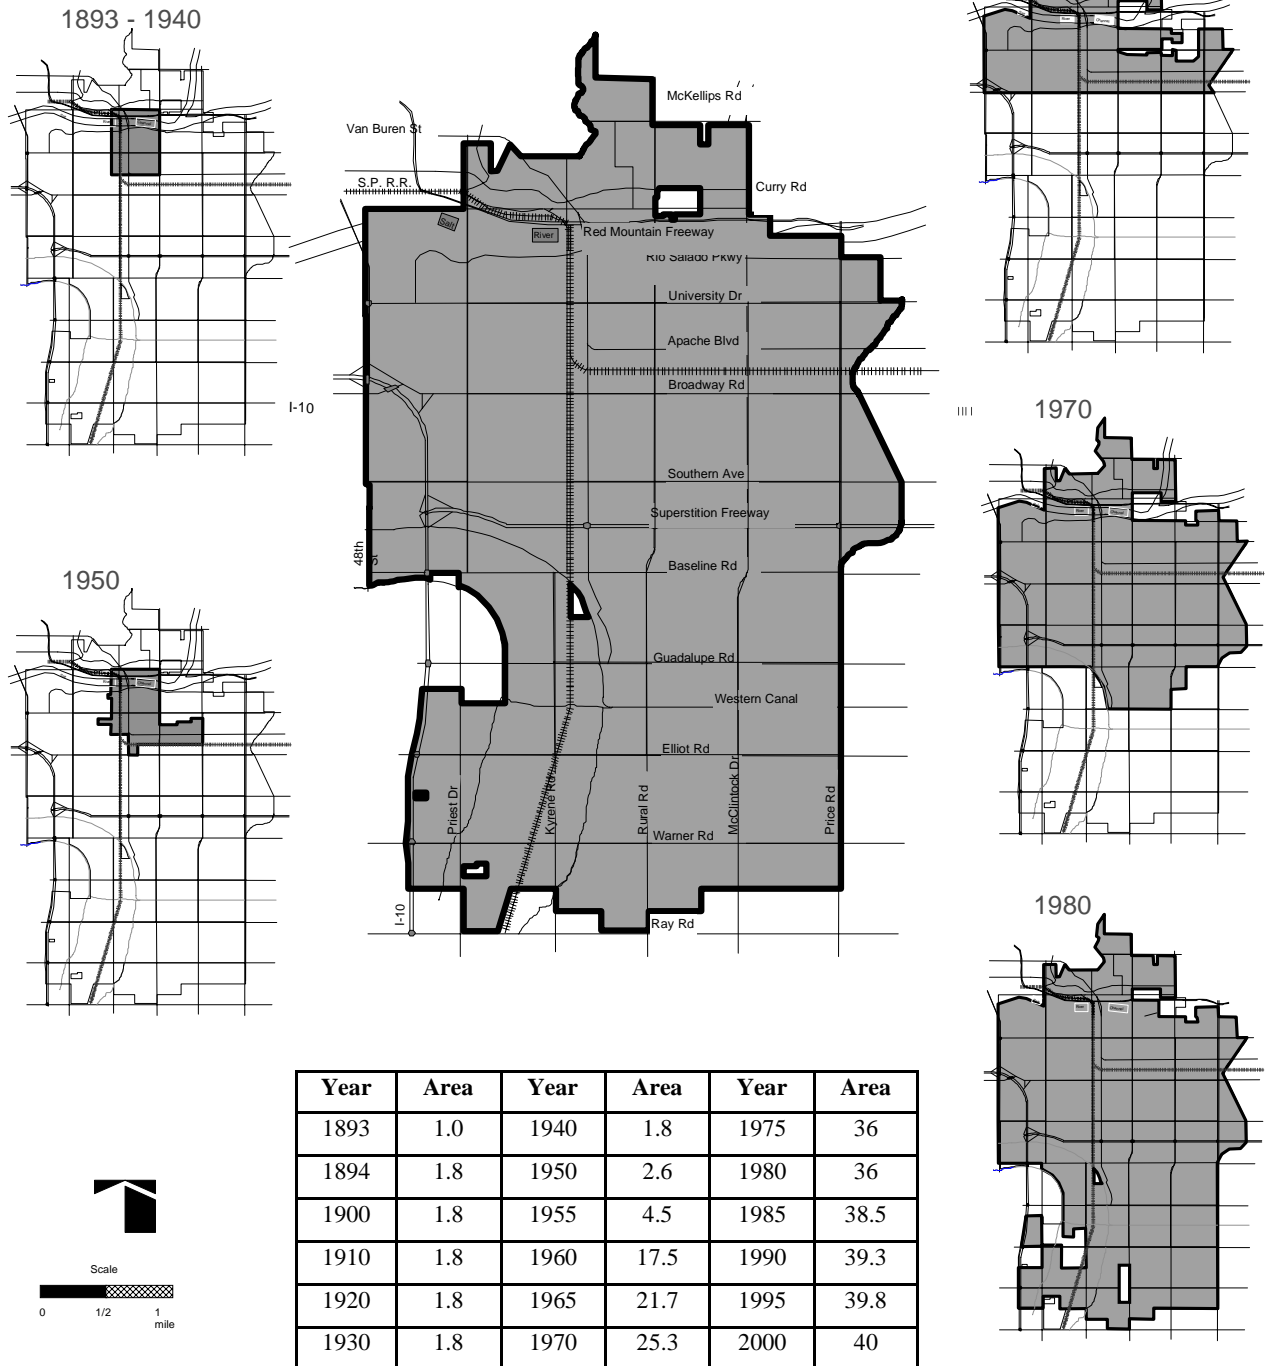 1893 - 1940
McKellips Rd
Van Buren St
S.P. R.R.
Curry Rd
Salt
River
Red Mountain Freeway
Rio Salado Pkwy
University Dr
Apache Blvd
Broadway Rd
I-10
1970
Southern Ave
Superstition Freeway
48th
St
Baseline Rd
1950
Guadalupe Rd
Western Canal
Elliot Rd
Priest Dr
Kyrene Rd
Rural Rd
McClintock Dr
Price Rd
Warner Rd
I-10
Ray Rd
1980
Year Area Year Area Year Area
1893 1.0 1940 1.8 1975 36
1894 1.8 1950 2.6 1980 36
1900 1.8 1955 4.5 1985 38.5
1910 1.8 1960 17.5 1990 39.3
1920 1.8 1965 21.7 1995 39.8
1930 1.8 1970 25.3 2000 40
Scale
0 1/2 1
mile